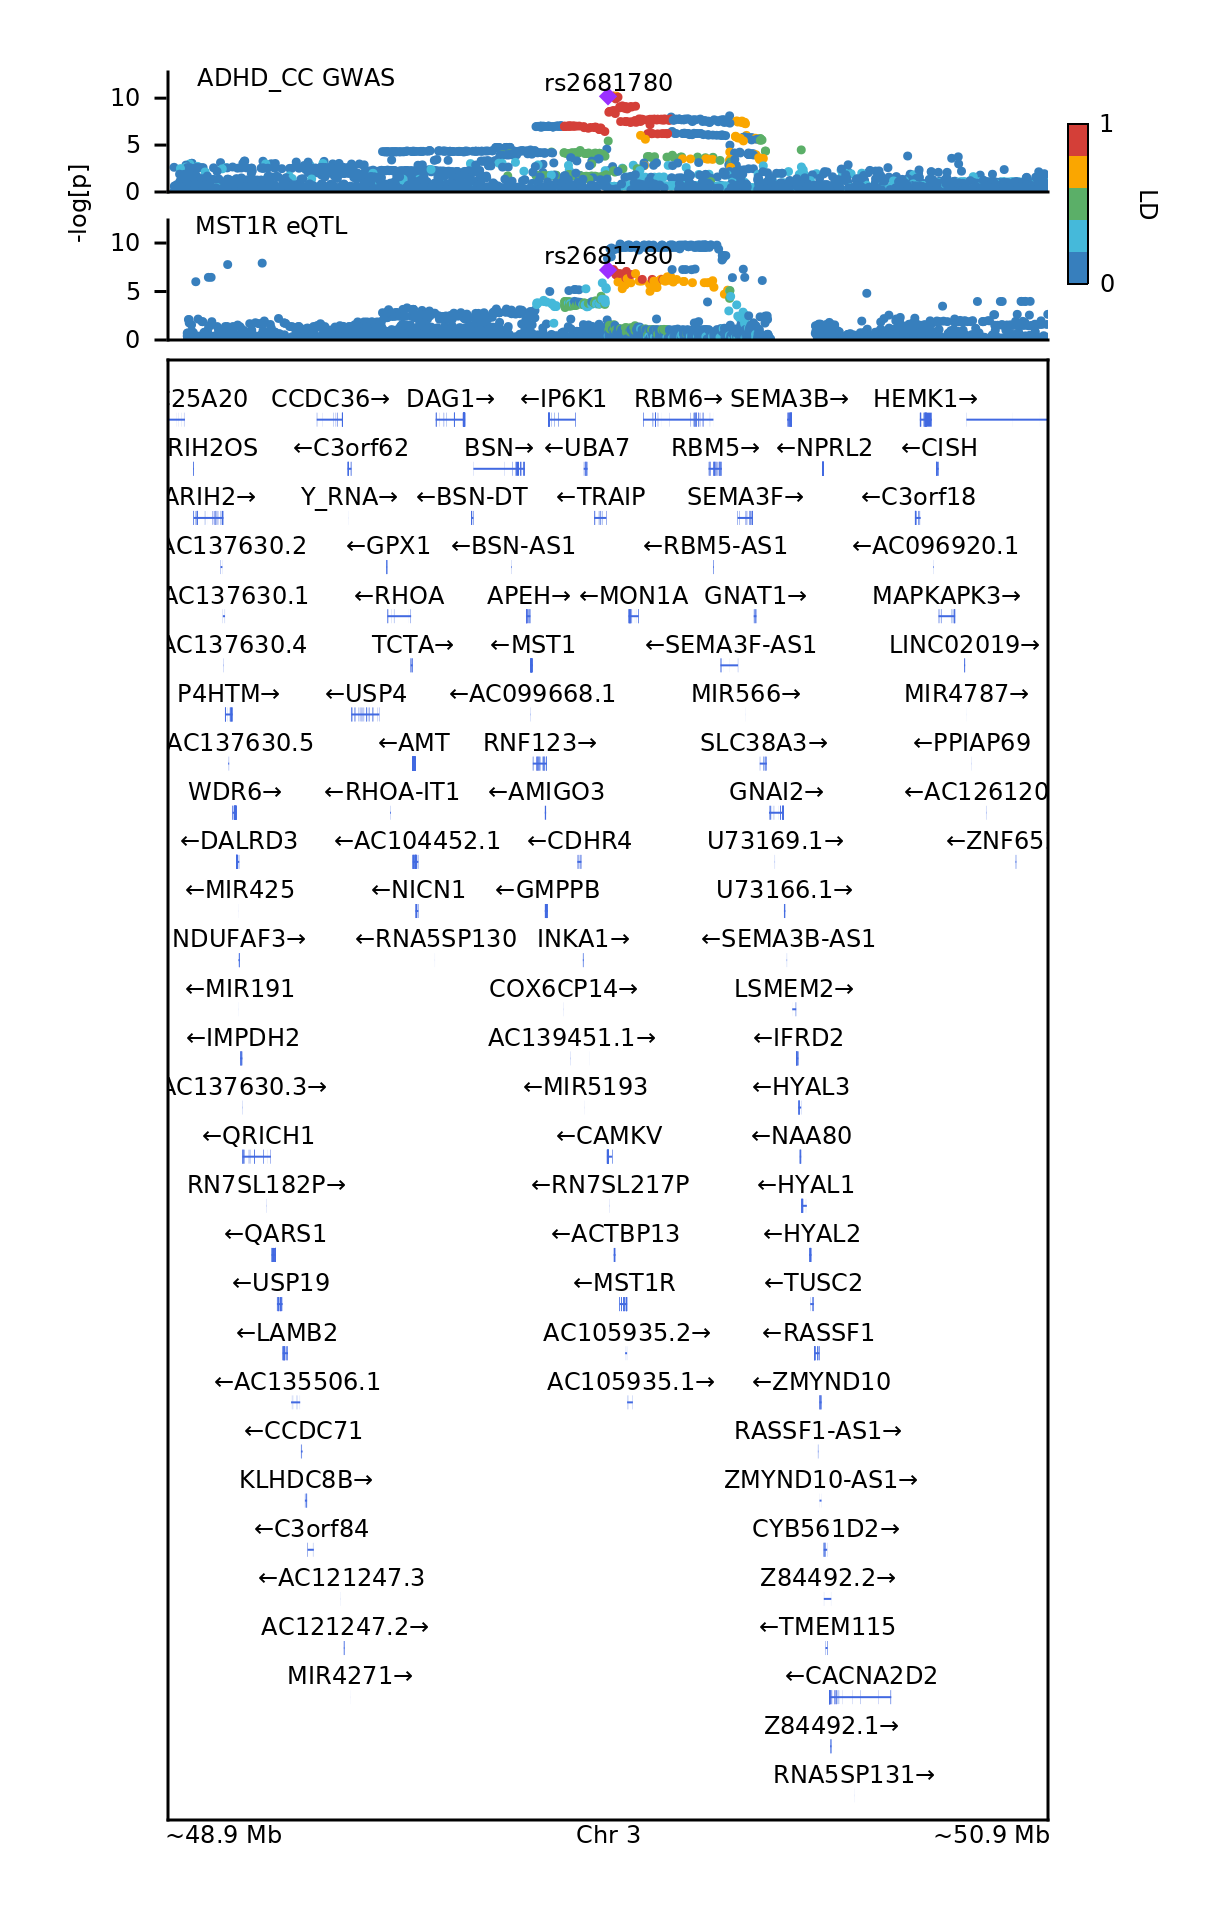 ADHD_CC GWAS
rs2681780
10
5
0
-log[p]
1
0
LD
MST1R eQTL
rs2681780
10
5
0
25A20 CCDC36→ DAG1→ ←IP6K1 RBM6→ SEMA3B→ HEMK1→
RIH2OS ←C3orf62 BSN→ ←UBA7 RBM5→ ←NPRL2 ←CISH
ARIH2→ Y_RNA→ ←BSN-DT ←TRAIP SEMA3F→ ←C3orf18
AC137630.2 ←GPX1 ←BSN-AS1 ←RBM5-AS1 ←AC096920.1
AC137630.1 ←RHOA APEH→ ←MON1A GNAT1→ MAPKAPK3→
AC137630.4 TCTA→ ←MST1 ←SEMA3F-AS1 LINC02019→
P4HTM→ ←USP4 ←AC099668.1 MIR566→ MIR4787→
AC137630.5 ←AMT RNF123→ SLC38A3→ ←PPIAP69
WDR6→ ←RHOA-IT1 ←AMIGO3 GNAI2→ ←AC126120
←DALRD3 ←AC104452.1 ←CDHR4 U73169.1→ ←ZNF65
←MIR425 ←NICN1 ←GMPPB U73166.1→
NDUFAF3→ ←RNA5SP130 INKA1→ ←SEMA3B-AS1
←MIR191 COX6CP14→ LSMEM2→
←IMPDH2 AC139451.1→ ←IFRD2
AC137630.3→ ←MIR5193 ←HYAL3
←QRICH1 ←CAMKV ←NAA80
RN7SL182P→ ←RN7SL217P ←HYAL1
←QARS1 ←ACTBP13 ←HYAL2
←USP19 ←MST1R ←TUSC2
←LAMB2 AC105935.2→ ←RASSF1
←AC135506.1 AC105935.1→ ←ZMYND10
←CCDC71 RASSF1-AS1→
KLHDC8B→ ZMYND10-AS1→
←C3orf84 CYB561D2→
←AC121247.3 Z84492.2→
AC121247.2→ ←TMEM115
MIR4271→ ←CACNA2D2
Z84492.1→
RNA5SP131→
~48.9 Mb Chr 3 ~50.9 Mb